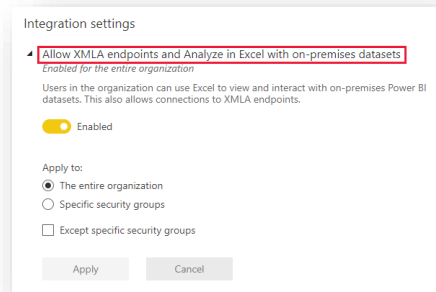 Integration settings
Allow XMLA endpoints and Analyze in Excel with on-premises datasets
Enabled for the entire organization
Users in the organization can use Excel to view and interact with on-premises Power BI
datasets. This also allows connections to XMLA endpoints.
Enabled
Apply to:
The entire organization
Specific security groups
Except specific security groups
Apply Cancel